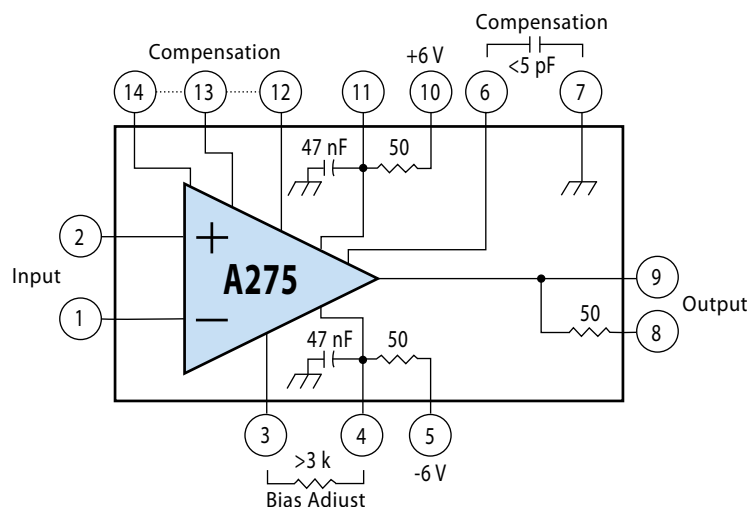 Compensation
Compensation
+6 V
<5 pF
14
13
12
11
10
6
7
47 nF
50
2
+
Input
A275
9
Output
1
−
50
8
47 nF
50
3
4
5
>3 k
-6 V
Bias Adjust